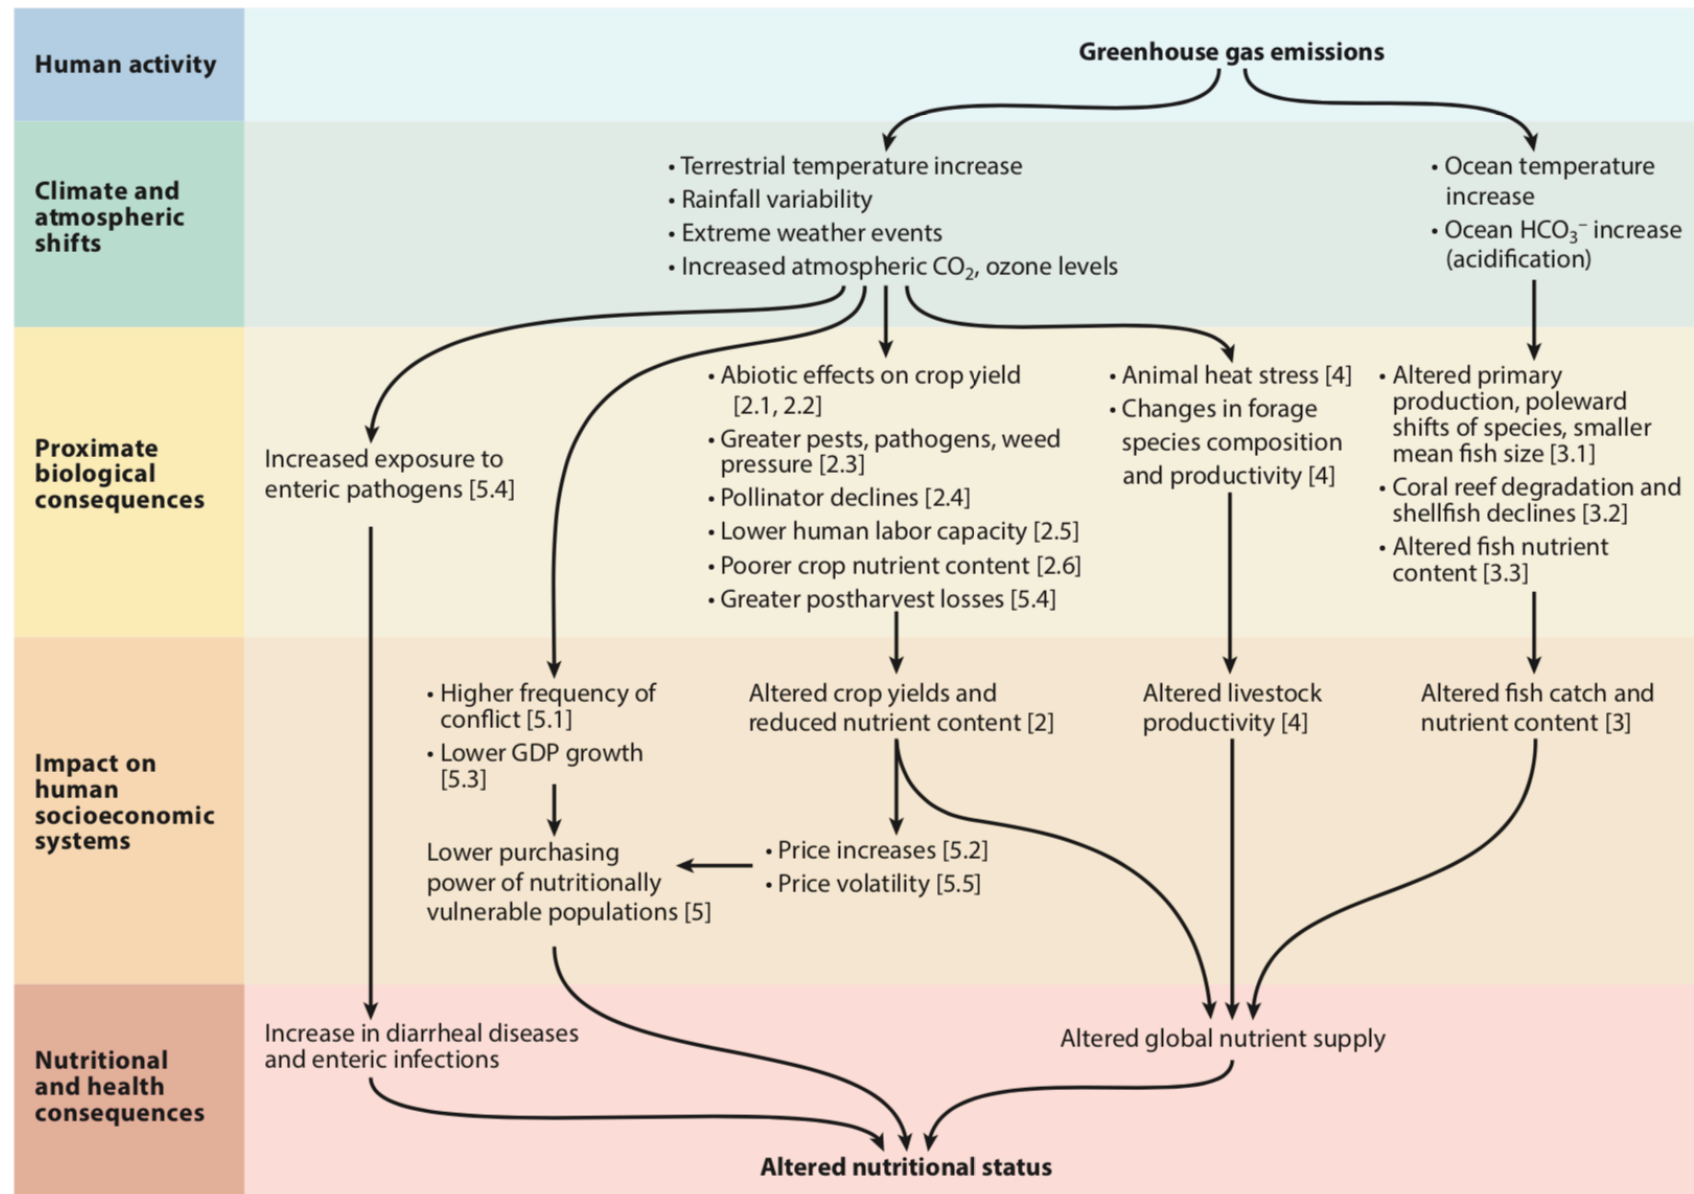 Human activity
Greenhouse gas emissions
Climate and
atmospheric
shifts
• Terrestrial temperature increase
• Rainfall variability
• Extreme weather events
• Increased atmospheric CO₂, ozone levels
• Ocean temperature
increase
• Ocean HCO₃⁻ increase
(acidification)
Proximate
biological
consequences
Increased exposure to
enteric pathogens [5.4]
• Abiotic effects on crop yield
[2.1, 2.2]
• Greater pests, pathogens, weed
pressure [2.3]
• Pollinator declines [2.4]
• Lower human labor capacity [2.5]
• Poorer crop nutrient content [2.6]
• Greater postharvest losses [5.4]
• Animal heat stress [4]
• Changes in forage
species composition
and productivity [4]
• Altered primary
production, poleward
shifts of species, smaller
mean fish size [3.1]
• Coral reef degradation and
shellfish declines [3.2]
• Altered fish nutrient
content [3.3]
Impact on
human
socioeconomic
systems
• Higher frequency of
conflict [5.1]
• Lower GDP growth
[5.3]
Altered crop yields and
reduced nutrient content [2]
Altered livestock
productivity [4]
Altered fish catch and
nutrient content [3]
Lower purchasing
power of nutritionally
vulnerable populations [5]
• Price increases [5.2]
• Price volatility [5.5]
Nutritional
and health
consequences
Increase in diarrheal diseases
and enteric infections
Altered global nutrient supply
Altered nutritional status